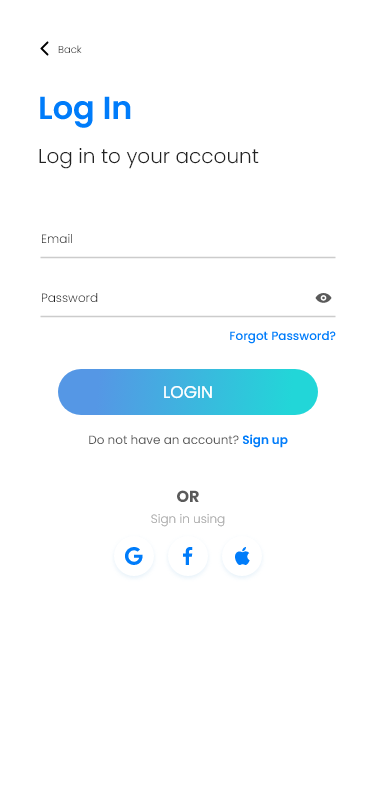 Back
Log In
Log in to your account
Email
Password
Forgot Password?
LOGIN
Do not have an account? Sign up
OR
Sign in using